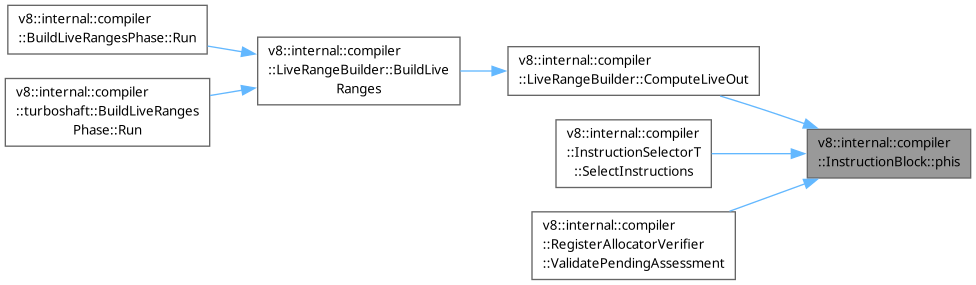 v8::internal::compiler
::BuildLiveRangesPhase::Run
v8::internal::compiler
::turboshaft::BuildLiveRanges
Phase::Run
v8::internal::compiler
::LiveRangeBuilder::BuildLive
Ranges
v8::internal::compiler
::LiveRangeBuilder::ComputeLiveOut
v8::internal::compiler
::InstructionSelectorT
::SelectInstructions
v8::internal::compiler
::RegisterAllocatorVerifier
::ValidatePendingAssessment
v8::internal::compiler
::InstructionBlock::phis